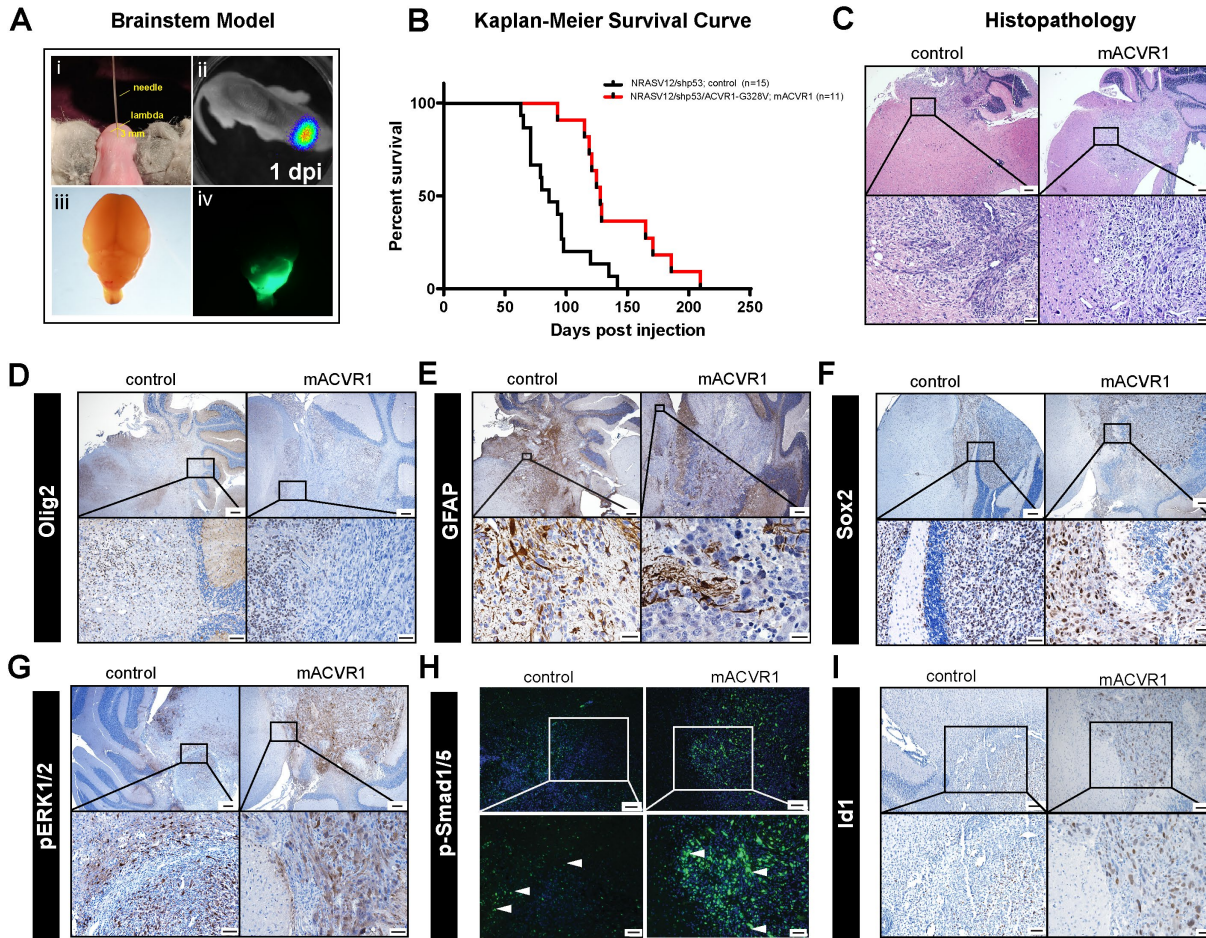 A Brainstem Model
i
needle
lambda
3 mm
ii
1 dpi
iii
iv
B Kaplan-Meier Survival Curve
NRASV12/shp53; control (n=15)
NRASV12/shp53/ACVR1-G328V; mACVR1 (n=11)
Percent survival
100
50
0
0 50 100 150 200 250
Days post injection
C Histopathology
control mACVR1
D
control mACVR1
Olig2
E
control mACVR1
GFAP
F
control mACVR1
Sox2
G
control mACVR1
pERK1/2
H
control mACVR1
p-Smad1/5
I
control mACVR1
Id1